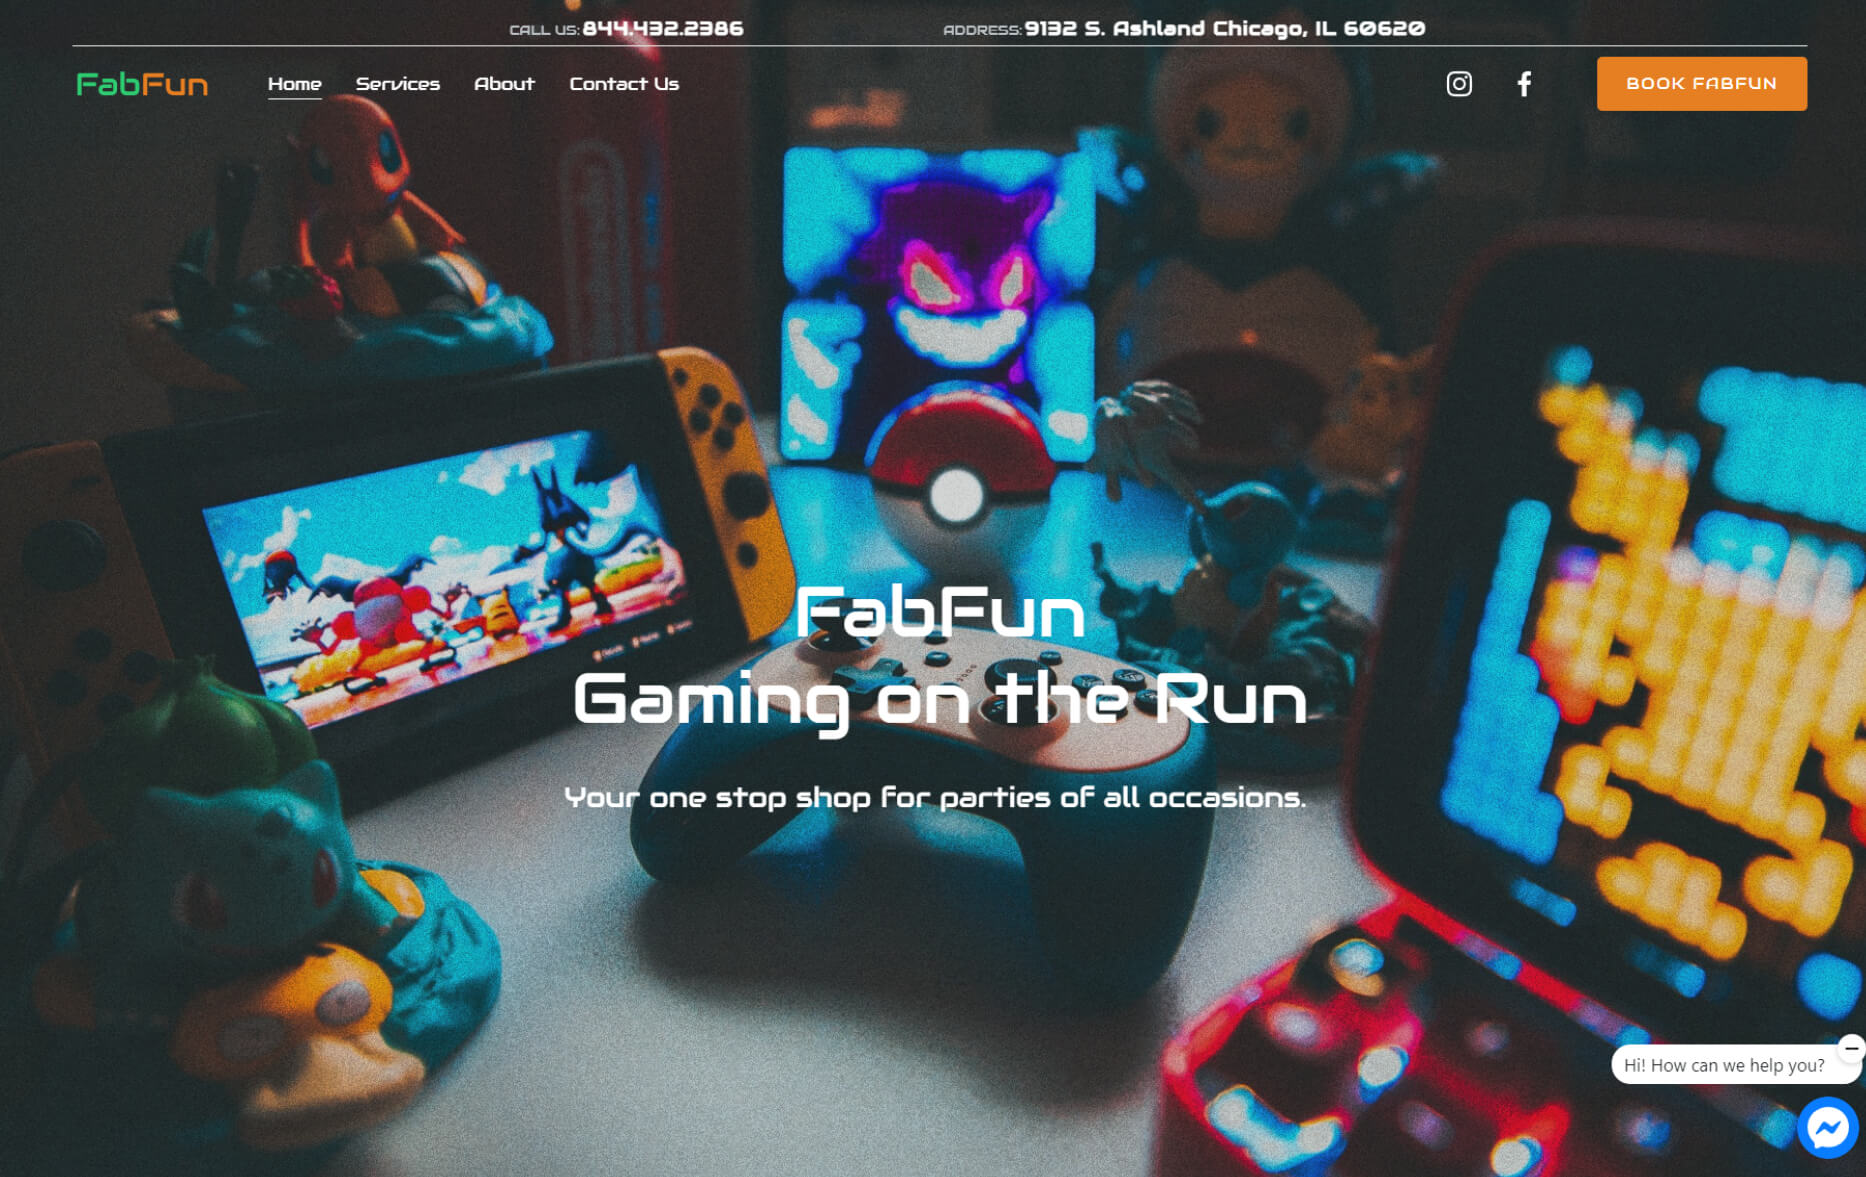 CALL US: 844.432.2386
ADDRESS: 9132 S. Ashland Chicago, IL 60620
FabFun
Home
Services
About
Contact Us
BOOK FABFUN
FabFun
Gaming on the Run
Your one stop shop for parties of all occasions.
Hi! How can we help you?